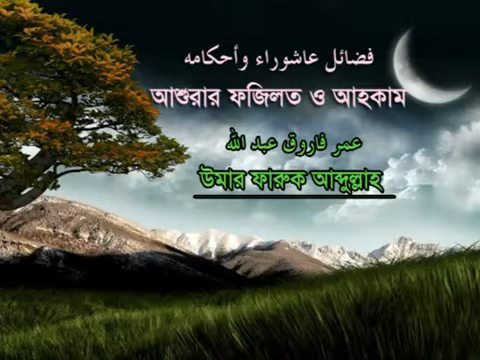 فضائل عاشوراء وأحكامه
আশুরার ফজিলত ও আহকাম
عمر فاروق عبد الله
উমার ফারুক আব্দুল্লাহ